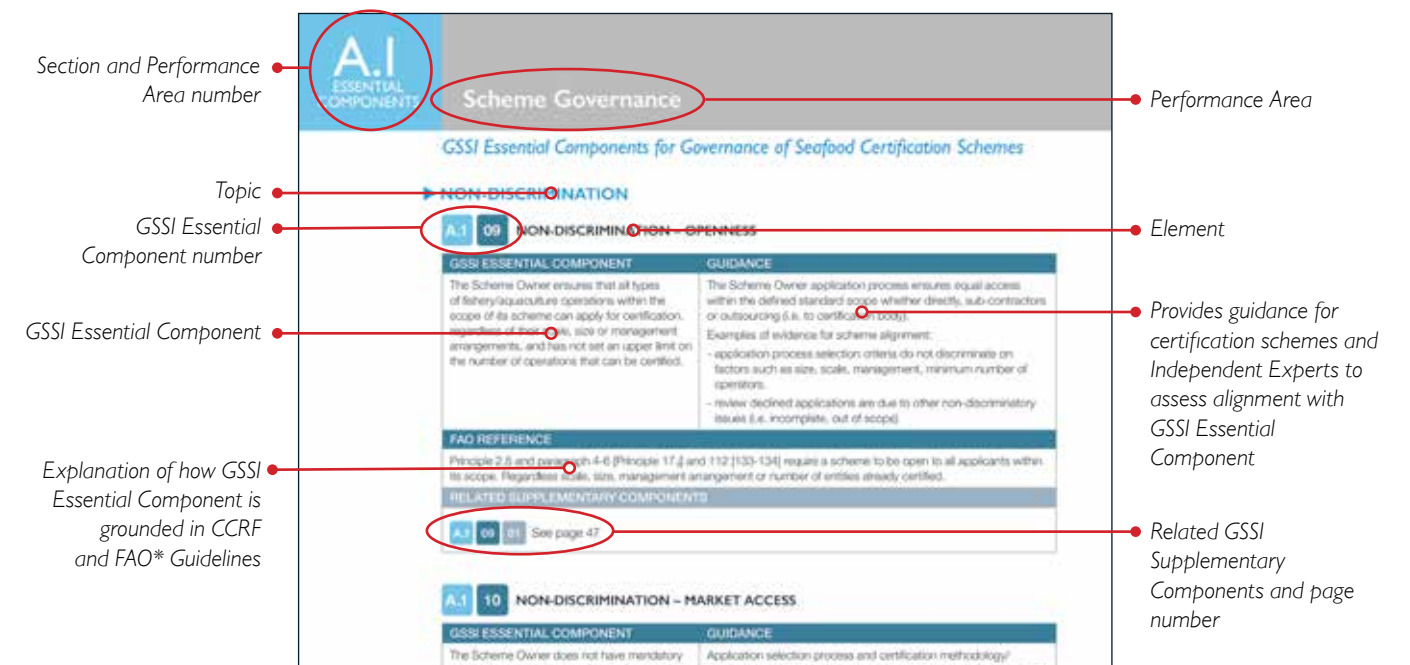 Section and Performance
Area number
A.I
ESSENTIAL
COMPONENTS
Scheme Governance
Performance Area
GSSI Essential Components for Governance of Seafood Certification Schemes
Topic
NON-DISCRIMINATION
GSSI Essential
Component number
A.1 09 NON-DISCRIMINATION – OPENNESS
Element
GSSI ESSENTIAL COMPONENT
The Scheme Owner ensures that all types
of fishery/aquaculture operations within the
scope of its scheme can apply for certification,
regardless of their scale, size or management
arrangements, and has not set an upper limit on
the number of operations that can be certified.
GUIDANCE
The Scheme Owner application process ensures equal access
within the defined standard scope whether directly, sub-contractors
or outsourcing (i.e. to certification body).
Examples of evidence for scheme alignment:
- application process selection criteria do not discriminate on
factors such as size, scale, management, minimum number of
operators.
- review declined applications are due to other non-discriminatory
issues (i.e. incomplete, out of scope)
GSSI Essential Component
Provides guidance for
certification schemes and
Independent Experts to
assess alignment with
GSSI Essential
Component
FAO REFERENCE
Principle 2.5 and paragraph 4-6 [Principle 17,] and 112 [133-134] require a scheme to be open to all applicants within
its scope. Regardless scale, size, management arrangement or number of entities already certified.
Explanation of how GSSI
Essential Component is
grounded in CCRF
and FAO* Guidelines
RELATED SUPPLEMENTARY COMPONENTS
A.1 09 01 See page 47
Related GSSI
Supplementary
Components and page
number
A.1 10 NON-DISCRIMINATION – MARKET ACCESS
GSSI ESSENTIAL COMPONENT
The Scheme Owner does not have mandatory
GUIDANCE
Application selection process and certification methodology/